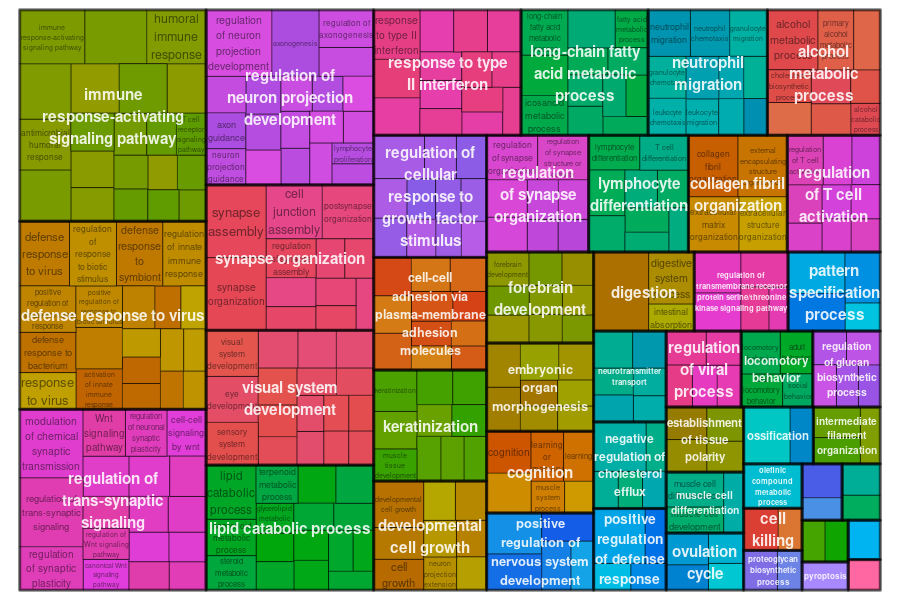 immune
response-activating
signaling pathway
humoral
immune
response
immune
response-activating
signaling pathway
antimicrobial
humoral
response
T cell
receptor
signaling
pathway
regulation
of neuron
projection
development
axonogenesis
regulation of
axonogenesis
regulation of
neuron projection
development
axon
guidance
neuron
projection
guidance
lymphocyte
proliferation
response
to type II
interferon
response to type
II interferon
long-chain
fatty acid
metabolic
process
fatty acid
metabolic
process
long-chain fatty
acid metabolic
process
icosanoid
metabolic
process
neutrophil
migration
neutrophil
chemotaxis
granulocyte
migration
neutrophil
migration
granulocyte
chemotaxis
leukocyte
chemotaxis
leukocyte
migration
alcohol
metabolic
process
primary
alcohol
metabolic
process
alcohol
metabolic
process
alcohol
catabolic
process
regulation of
cellular
response to
growth factor
stimulus
regulation
of synapse
regulation
of synapse
structure or
regulation
of synapse
organization
lymphocyte
differentiation
T cell
differentiation
lymphocyte
differentiation
collagen
fibril
external
encapsulating
structure
collagen fibril
organization
extracellular
matrix
organization
extracellular
structure
organization
regulation
of T cell
regulation
of T cell
activation
synapse
assembly
cell
junction
assembly
postsynapse
organization
regulation
assembly
synapse organization
synapse
organization
defense
response
to virus
regulation
of
response
to biotic
stimulus
defense
response
to
symbiont
regulation
of innate
immune
response
positive
regulation of
response
positive
regulation of
defense response to virus
defense
response to
bacterium
response
to virus
activation
of innate
immune
response
cell-cell
adhesion via
plasma-membrane
adhesion
molecules
forebrain
development
forebrain
development
digestive
system
process
digestion
intestinal
absorption
regulation of
transmembrane receptor
protein serine/threonine
kinase signaling pathway
pattern
specification
process
visual
system
development
eye
development
visual system
development
sensory
system
development
embryonic
organ
morphogenesis
neurotransmitter
transport
regulation
of viral
process
locomotory
behavior
adult
locomotory
behavior
locomotory
behavior
social
behavior
regulation
of glucan
biosynthetic
process
keratinization
keratinization
muscle
tissue
development
modulation
of chemical
synaptic
transmission
Wnt
signaling
pathway
regulation
of neuronal
synaptic
plasticity
cell-cell
signaling
by wnt
regulation of
trans-synaptic
signaling
regulation of
trans-synaptic
signaling
regulation of
Wnt signaling
pathway
regulation
of synaptic
plasticity
canonical Wnt
signaling
pathway
cognition
learning
or
learning
cognition
muscle
system
process
negative
regulation of
cholesterol
efflux
establishment
of tissue
polarity
ossification
intermediate
filament
organization
lipid
catabolic
process
terpenoid
metabolic
process
glycerolipid
metabolic
lipid catabolic process
metabolic
process
steroid
metabolic
process
developmental
cell growth
developmental
cell growth
cell
growth
neuron
projection
extension
positive
regulation of
nervous system
development
positive
regulation
of defense
response
muscle cell
development
muscle cell
differentiation
olefinic
compound
metabolic
process
cell
killing
ovulation
cycle
proteoglycan
biosynthetic
process
pyroptosis